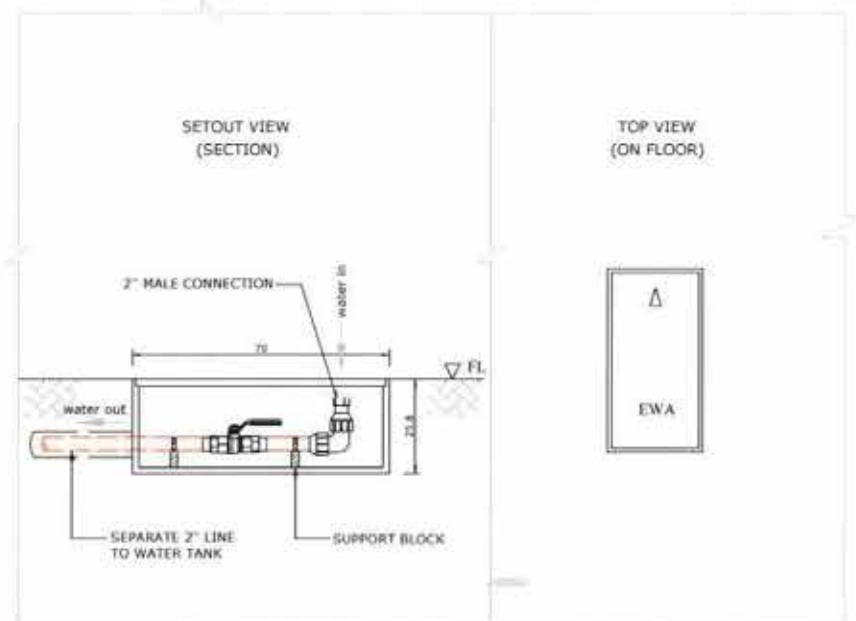 SETOUT VIEW
(SECTION)
TOP VIEW
(ON FLOOR)
2" MALE CONNECTION
water in
70
FL
water out
25.8
EWA
SEPARATE 2" LINE
TO WATER TANK
SUPPORT BLOCK